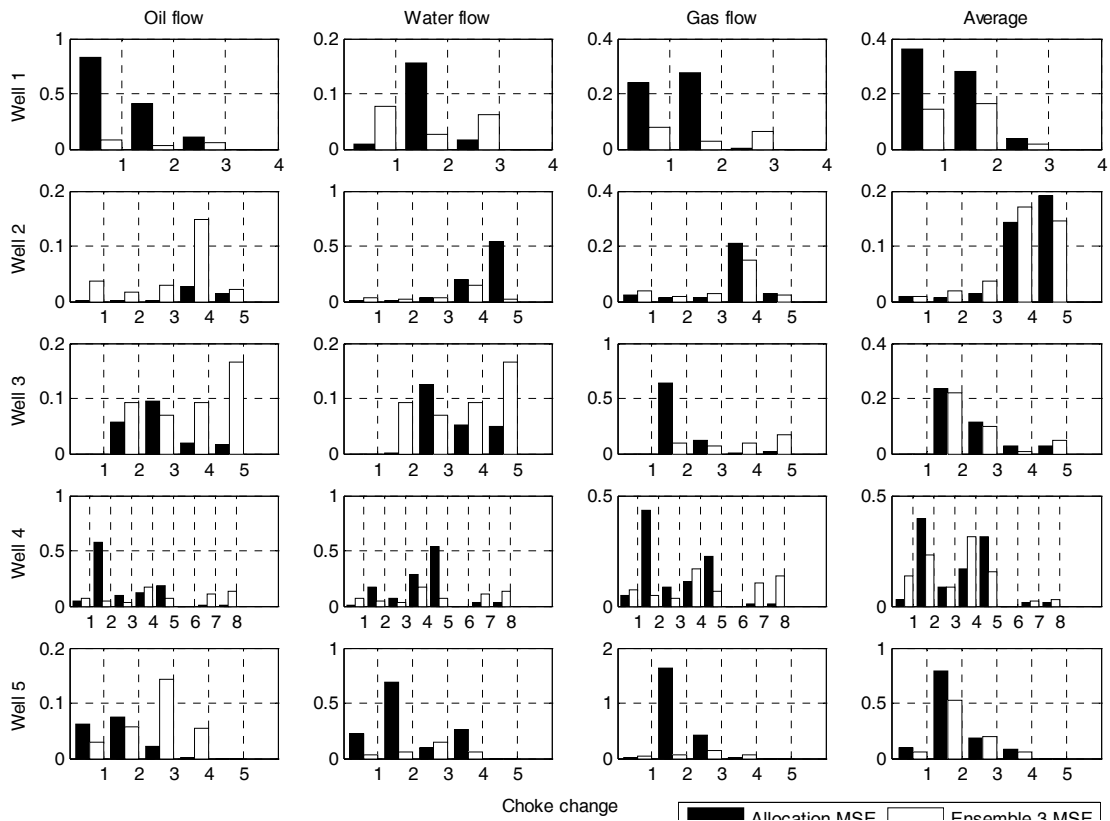 Oil flow Water flow Gas flow Average
Well 1
1 0.5 0 1 2 3 4
0.2 0.1 0 1 2 3 4
0.4 0.2 0 1 2 3 4
0.4 0.2 0 1 2 3 4
Well 2
0.2 0.1 0 1 2 3 4 5
1 0.5 0 1 2 3 4 5
0.4 0.2 0 1 2 3 4 5
0.2 0.1 0 1 2 3 4 5
Well 3
0.2 0.1 0 1 2 3 4 5
0.2 0.1 0 1 2 3 4 5
1 0.5 0 1 2 3 4 5
0.4 0.2 0 1 2 3 4 5
Well 4
1 0.5 0 1 2 3 4 5 6 7 8
1 0.5 0 1 2 3 4 5 6 7 8
0.5 0 1 2 3 4 5 6 7 8
0.5 0 1 2 3 4 5 6 7 8
Well 5
0.2 0.1 0 1 2 3 4 5
1 0.5 0 1 2 3 4 5
2 1 0 1 2 3 4 5
1 0.5 0 1 2 3 4 5
Choke change
Allocation MSE Ensemble 3 MSE